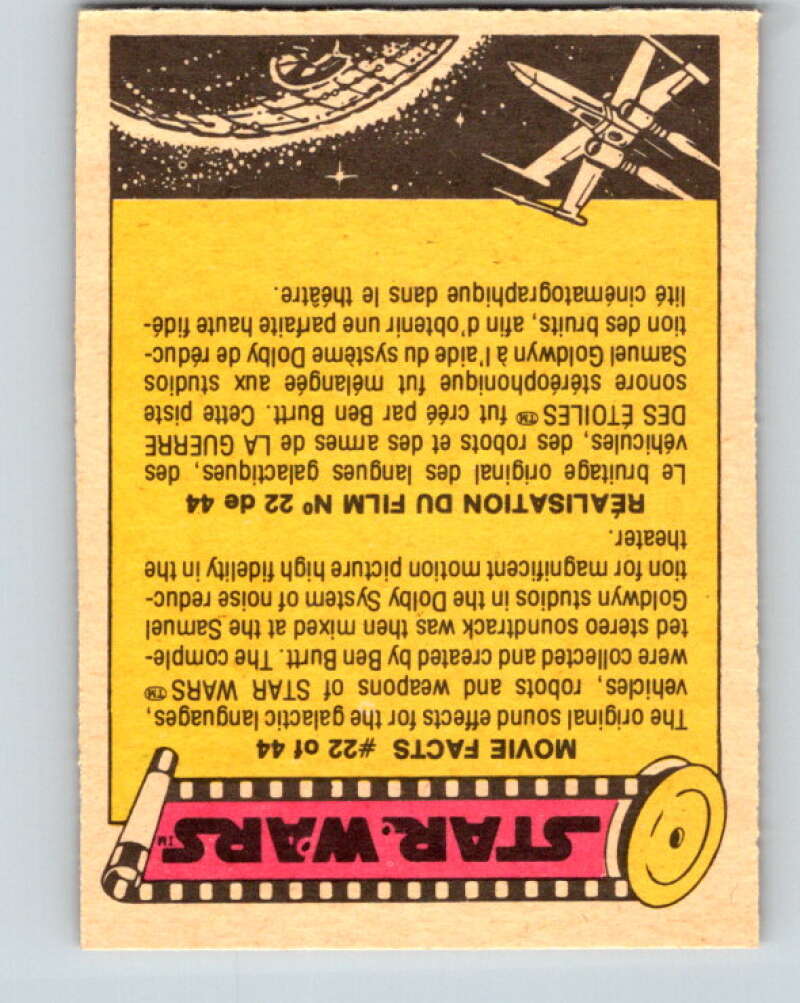 STAR WARS™
MOVIE FACTS #22 of 44
The original sound effects for the galactic languages,
vehicles, robots and weapons of STAR WARS ™
were collected and created by Ben Burtt. The comple-
ted stereo soundtrack was then mixed at the Samuel
Goldwyn studios in the Dolby System of noise reduc-
tion for magnificent motion picture high fidelity in the
theater.
RÉALISATION DU FILM Nº 22 de 44
Le bruitage original des langues galactiques, des
véhicules, des robots et des armes de LA GUERRE
DES ÉTOILES ™ fut créé par Ben Burtt. Cette piste
sonore stéréophonique fut mélangée aux studios
Samuel Goldwyn à l'aide du système Dolby de réduc-
tion des bruits, afin d'obtenir une parfaite haute fidé-
lité cinématographique dans le théâtre.